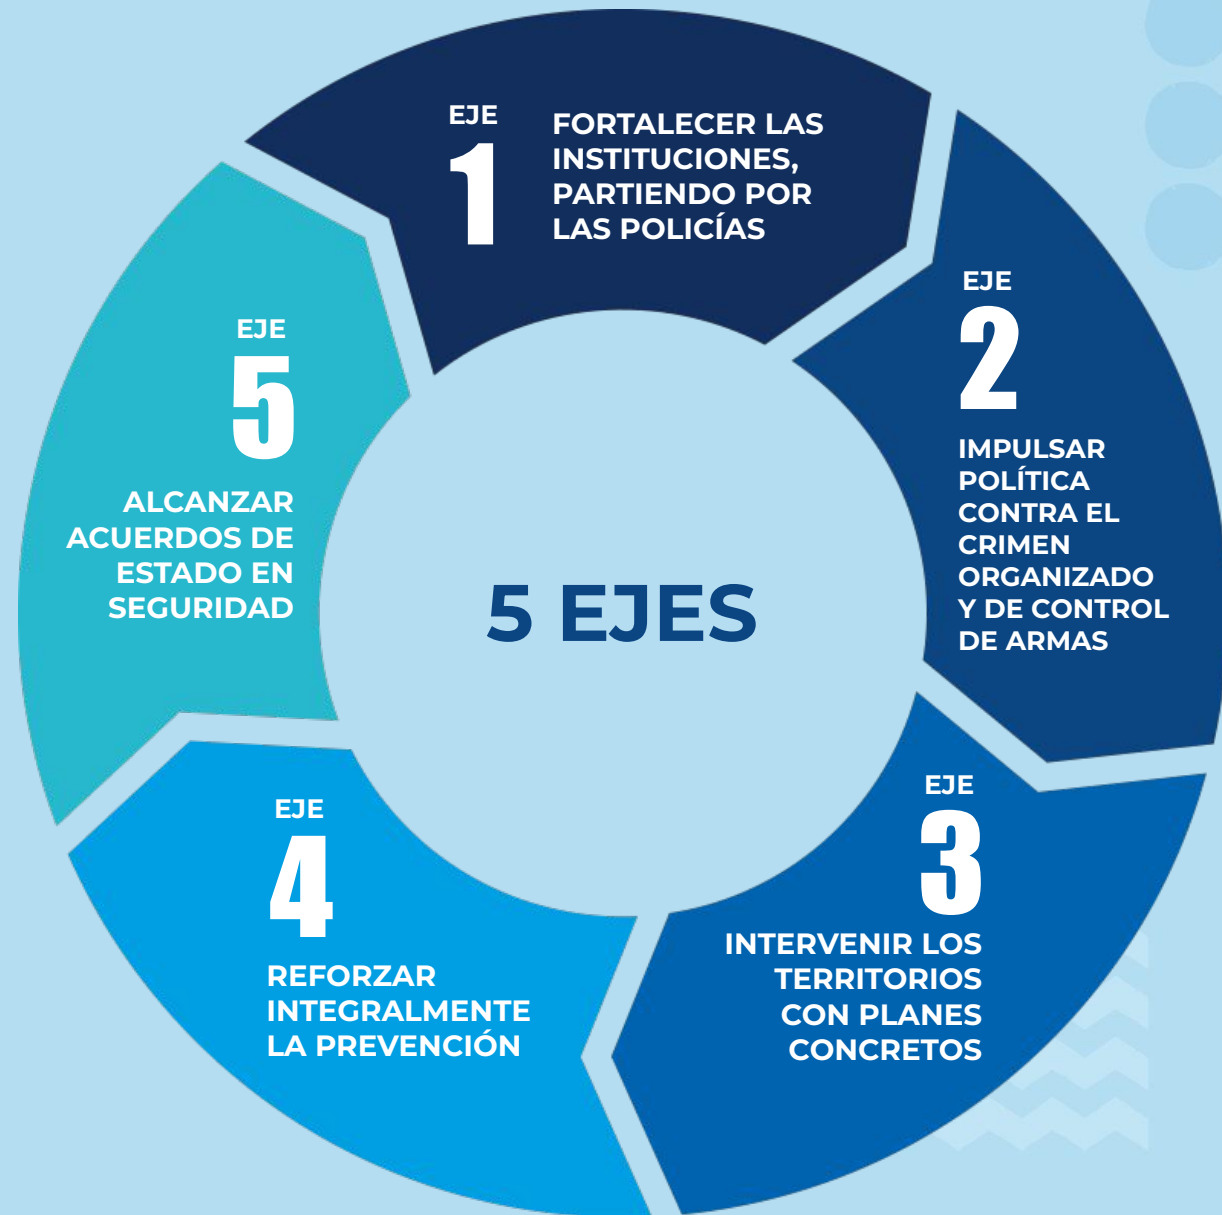 EJE
1
FORTALECER LAS
INSTITUCIONES,
PARTIENDO POR
LAS POLICÍAS
EJE
2
IMPULSAR
POLÍTICA
CONTRA EL
CRIMEN
ORGANIZADO
Y DE CONTROL
DE ARMAS
EJE
3
INTERVENIR LOS
TERRITORIOS
CON PLANES
CONCRETOS
EJE
4
REFORZAR
INTEGRALMENTE
LA PREVENCIÓN
EJE
5
ALCANZAR
ACUERDOS DE
ESTADO EN
SEGURIDAD
5 EJES